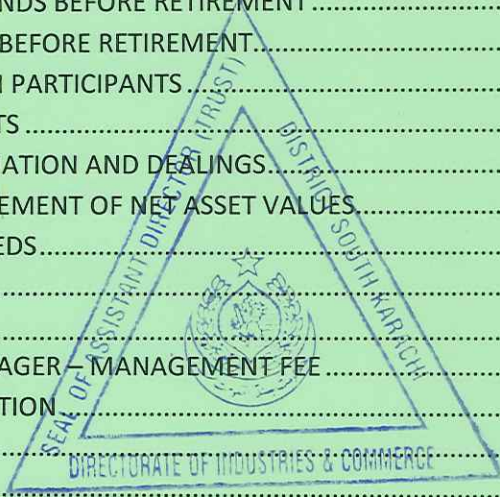 NDS BEFORE RETIREMENT
BEFORE RETIREMENT
PARTICIPANTS
TS
ATION AND DEALINGS
EMENT OF NET ASSET VALUES
EDS
AGER – MANAGEMENT FEE
TION
SEAL OF ASSISTANT DIRECTOR (TRUST)
DISTRICT SOUTH KARACHI
DIRECTORATE OF INDUSTRIES & COMMERCE